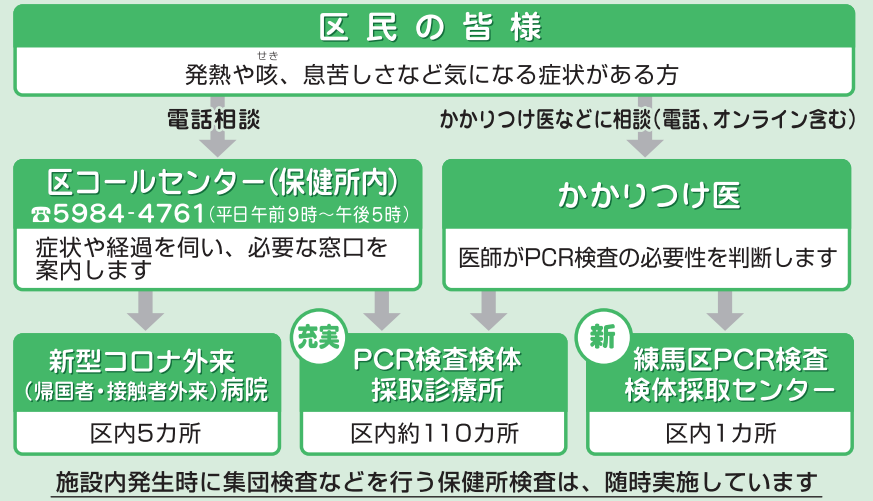 区民の皆様
せき
発熱や咳、息苦しさなど気になる症状がある方
電話相談
かかりつけ医などに相談(電話、オンライン含む)
区コールセンター(保健所内)
☎5984-4761(平日午前9時～午後5時)
症状や経過を伺い、必要な窓口を
案内します
かかりつけ医
医師がPCR検査の必要性を判断します
新型コロナ外来
(帰国者・接触者外来)病院
区内5カ所
充実
PCR検査検体
採取診療所
区内約110カ所
新
練馬区PCR検査
検体採取センター
区内1カ所
施設内発生時に集団検査などを行う保健所検査は、随時実施しています